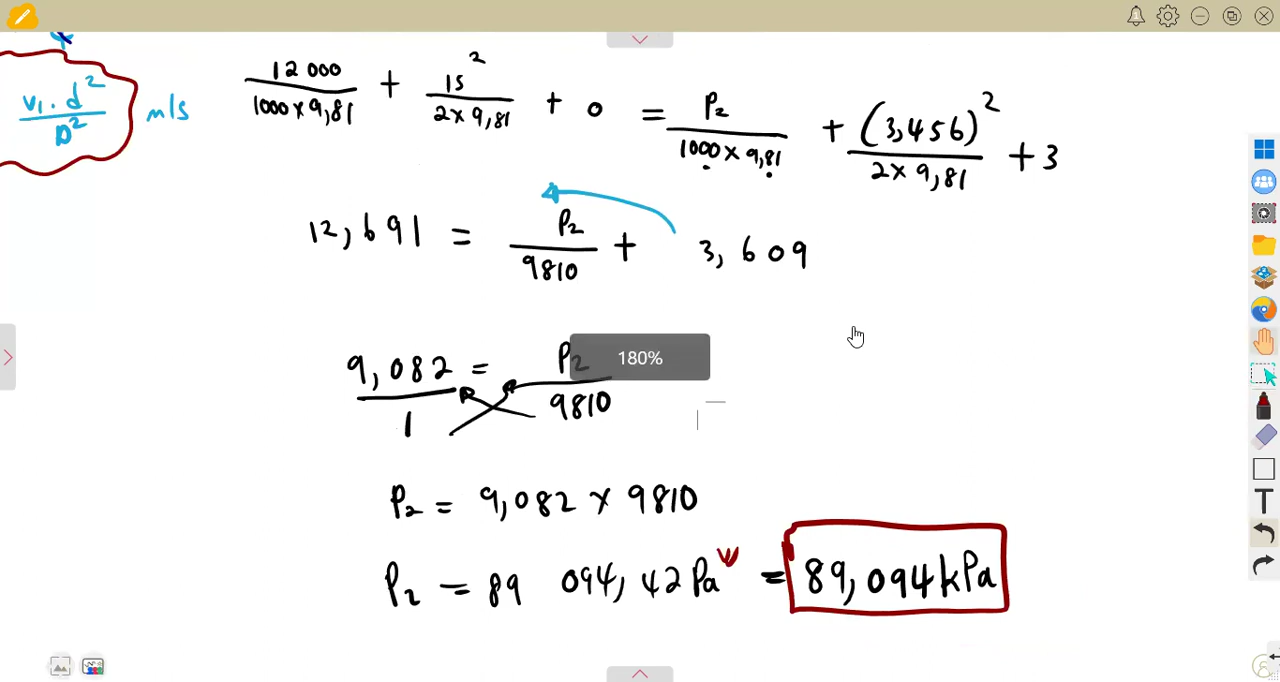 12 000 / 1000 × 9,81 + 15² / 2 × 9,81 + 0 = P₂ / 1000 × 9,81 + (3,456)² / 2 × 9,81 + 3
v₁ · d² / D² m/s
12,691 = P₂ / 9810 + 3,609
9,082 / 1 = P₂ / 9810
180%
P₂ = 9,082 × 9810
P₂ = 89 094,42 Pa = 89,094 kPa